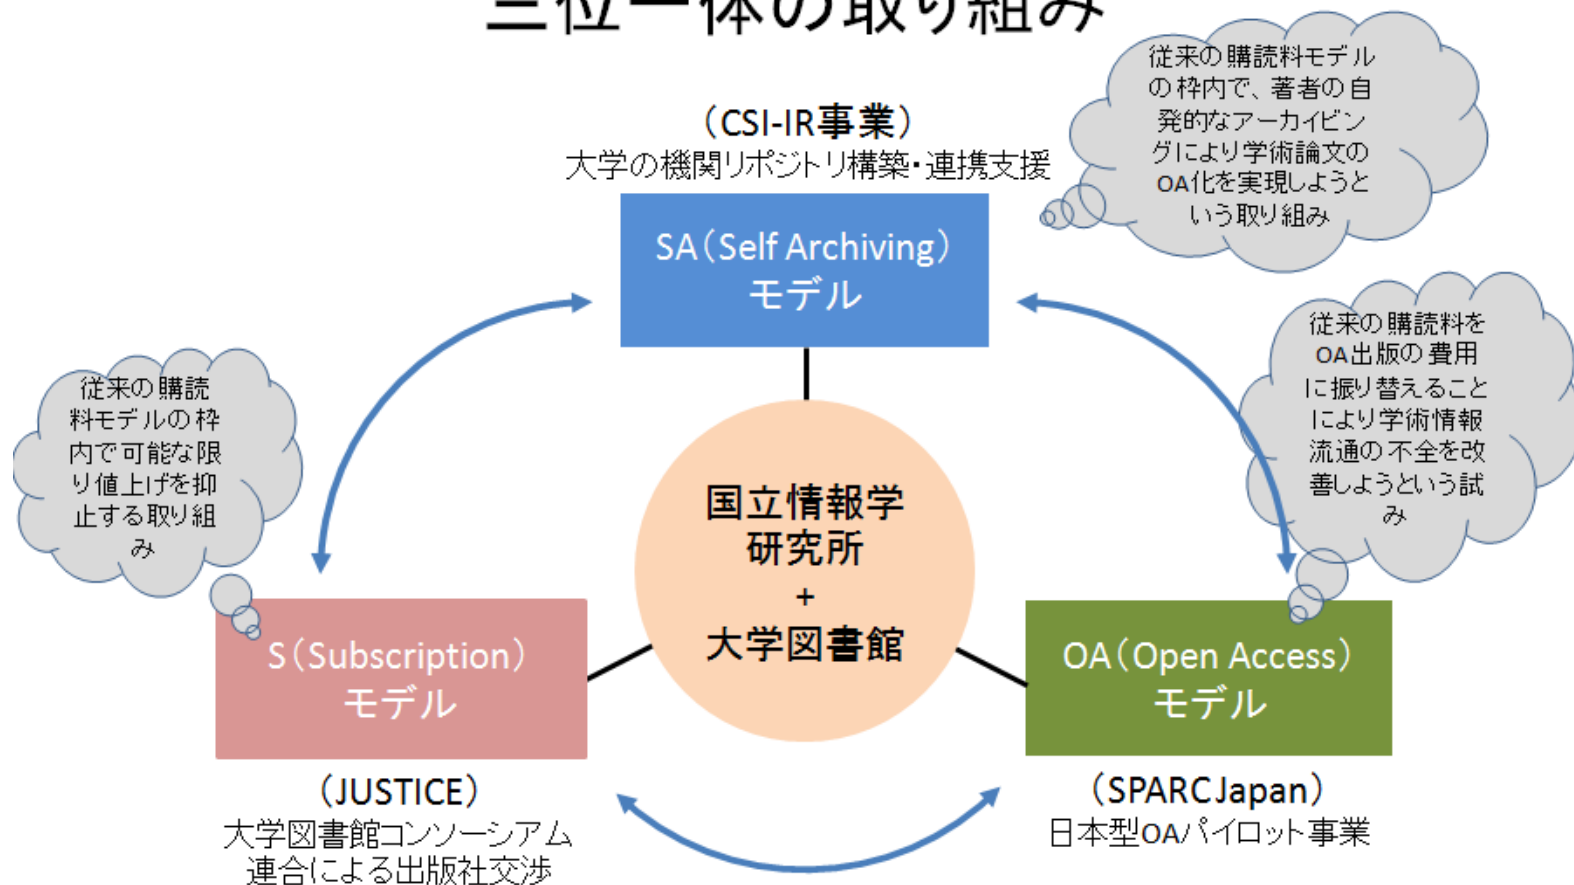 三位一体の取り組み
（CSI-IR事業）
大学の機関リポジトリ構築・連携支援
従来の購読料モデル
の枠内で、著者の自
発的なアーカイビン
グにより学術論文の
OA化を実現しようと
いう取り組み
SA（Self Archiving）
モデル
従来の購読料を
OA出版の費用
に振り替えること
により学術情報
流通の不全を改
善しようという試
み
従来の購読
料モデルの枠
内で可能な限
り値上げを抑
止する取り組
み
国立情報学
研究所
+
大学図書館
S（Subscription）
モデル
OA（Open Access）
モデル
（JUSTICE）
大学図書館コンソーシアム
連合による出版社交渉
（SPARCJapan）
日本型OAパイロット事業